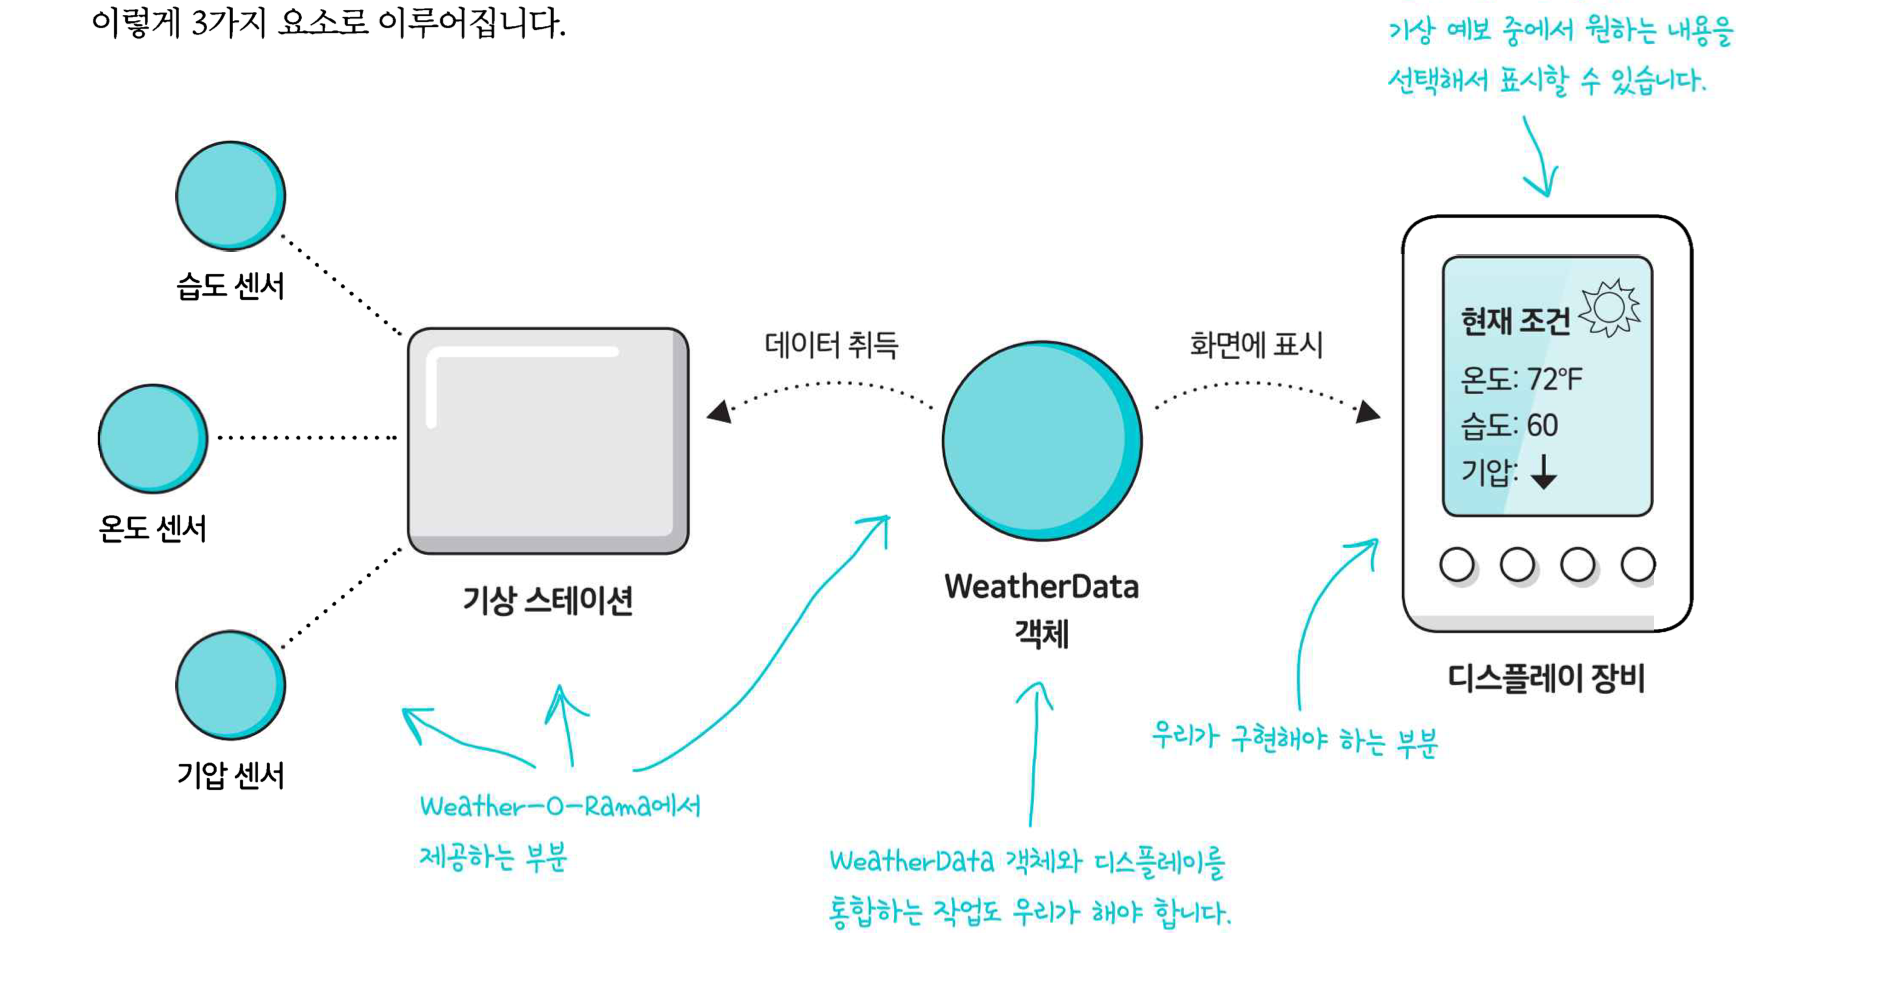 이렇게 3가지 요소로 이루어집니다.
기상 예보 중에서 원하는 내용을
선택해서 표시할 수 있습니다.
습도 센서
온도 센서
기압 센서
기상 스테이션
데이터 취득
WeatherData
객체
화면에 표시
현재 조건
온도: 72°F
습도: 60
기압:
디스플레이 장비
Weather-O-Rama에서
제공하는 부분
WeatherData 객체와 디스플레이를
통합하는 작업도 우리가 해야 합니다.
우리가 구현해야 하는 부분